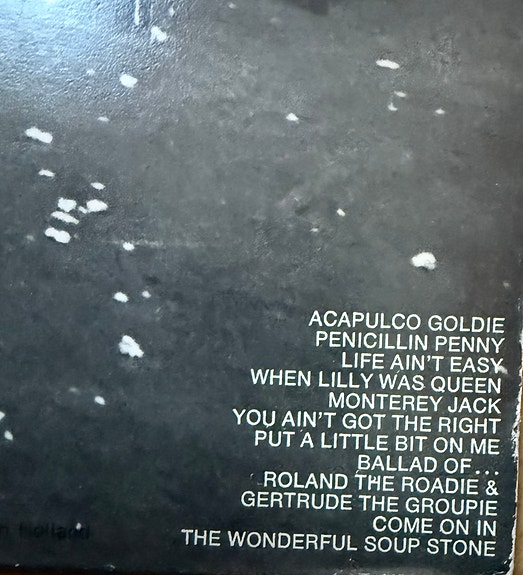 ACAPULCO GOLDIE
PENICILLIN PENNY
LIFE AIN'T EASY
WHEN LILLY WAS QUEEN
MONTEREY JACK
YOU AIN'T GOT THE RIGHT
PUT A LITTLE BIT ON ME
BALLAD OF...
ROLAND THE ROADIE &
GERTRUDE THE GROUPIE
COME ON IN
THE WONDERFUL SOUP STONE
Holland